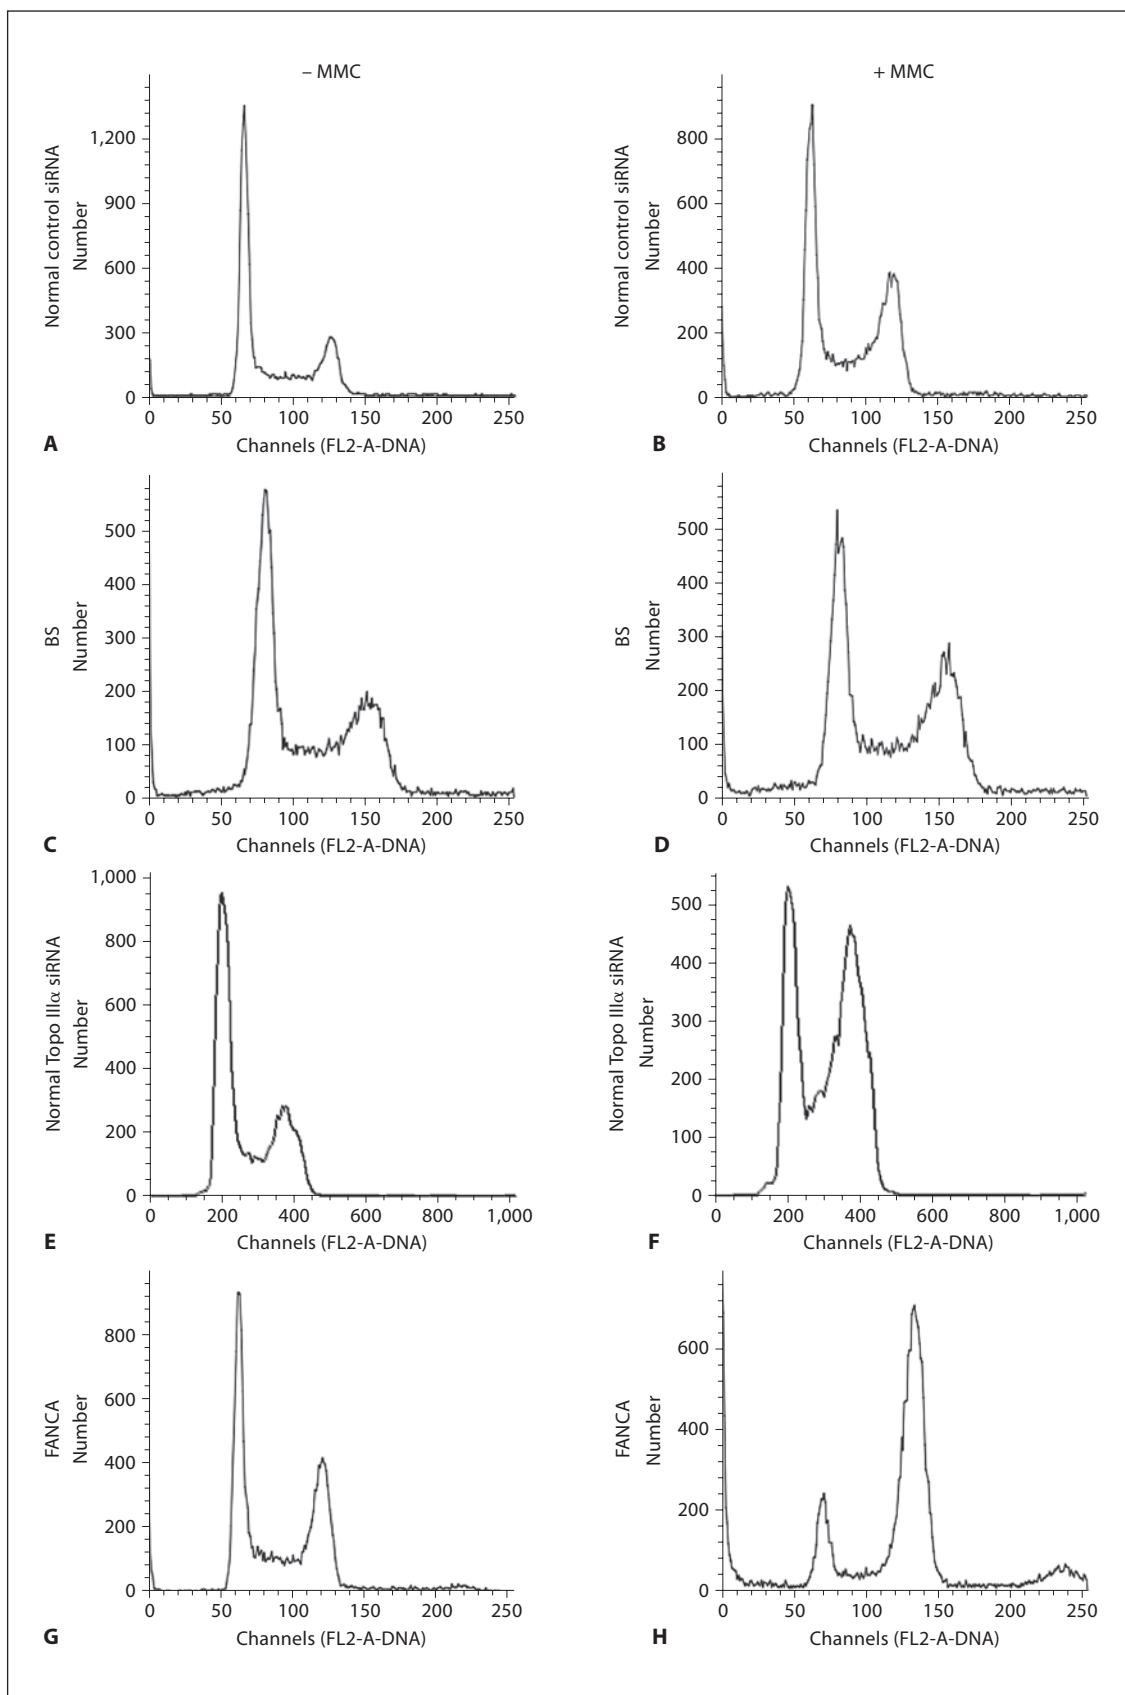 – MMC
+ MMC
Normal control siRNA
Number
1,200
900
600
300
0
0 50 100 150 200 250
Channels (FL2-A-DNA)
A
Normal control siRNA
Number
800
600
400
200
0
0 50 100 150 200 250
Channels (FL2-A-DNA)
B
BS
Number
500
400
300
200
100
0
0 50 100 150 200 250
Channels (FL2-A-DNA)
C
BS
Number
500
400
300
200
100
0
0 50 100 150 200 250
Channels (FL2-A-DNA)
D
Normal Topo IIIα siRNA
Number
1,000
800
600
400
200
0
0 200 400 600 800 1,000
Channels (FL2-A-DNA)
E
Normal Topo IIIα siRNA
Number
500
400
300
200
100
0
0 200 400 600 800 1,000
Channels (FL2-A-DNA)
F
FANCA
Number
800
600
400
200
0
0 50 100 150 200 250
Channels (FL2-A-DNA)
G
FANCA
Number
600
400
200
0
0 50 100 150 200 250
Channels (FL2-A-DNA)
H